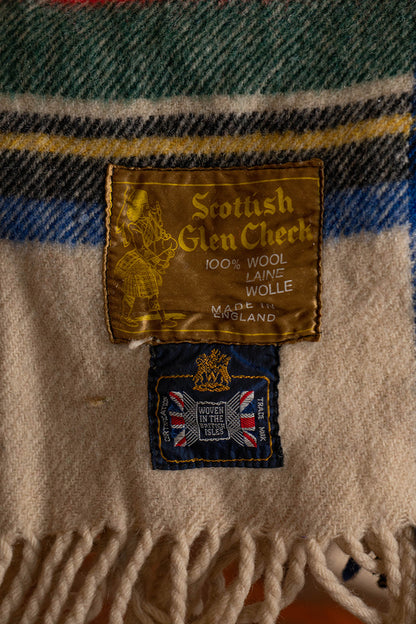 Scottish
Glen Check
100% WOOL
LAINE
WOLLE
MADE IN
ENGLAND
W
WOVEN
IN THE
BRITISH
ISLES
TRADE MARK